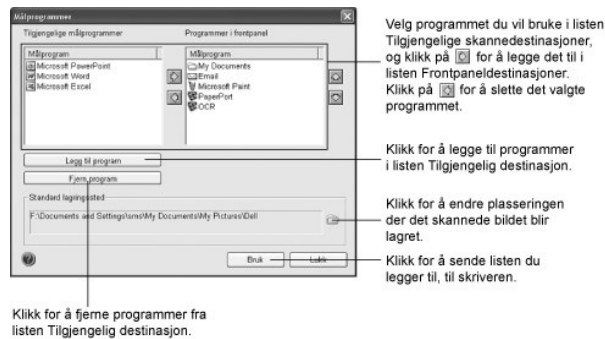 Målprogrammer
Tilgjengelige målprogrammer
Programmer i frontpanel
Målprogram
Microsoft PowerPoint
Microsoft Word
Microsoft Excel
Målprogram
My Documents
Email
Microsoft Paint
PaperPort
OCR
Legg til program
Fjern program
Standard lagringssted
F:\Documents and Settings\sms\My Documents\My Pictures\Dell
Bruk
Lukk
Velg programmet du vil bruke i listen
Tilgjengelige skannedestinasjoner,
og klikk på for å legge det til i
listen Frontpaneldestinasjoner.
Klikk på for å slette det valgte
programmet.
Klikk for å legge til programmer
i listen Tilgjengelig destinasjon.
Klikk for å endre plasseringen
der det skannede bildet blir
lagret.
Klikk for å sende listen du
legger til, til skriveren.
Klikk for å fjerne programmer fra
listen Tilgjengelig destinasjon.